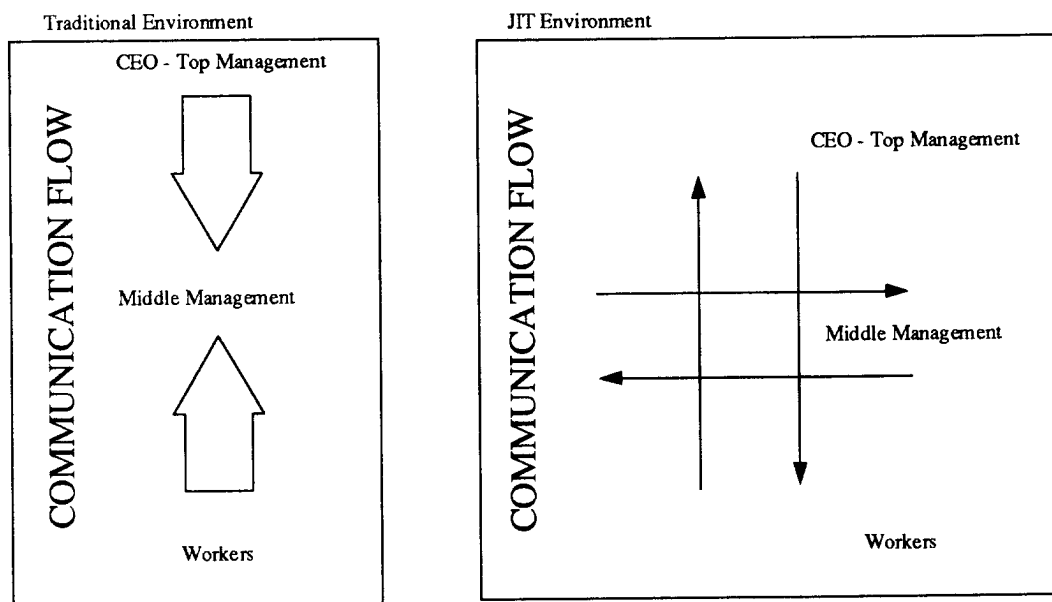 Traditional Environment
CEO - Top Management
COMMUNICATION FLOW
Middle Management
Workers
JIT Environment
COMMUNICATION FLOW
CEO - Top Management
Middle Management
Workers